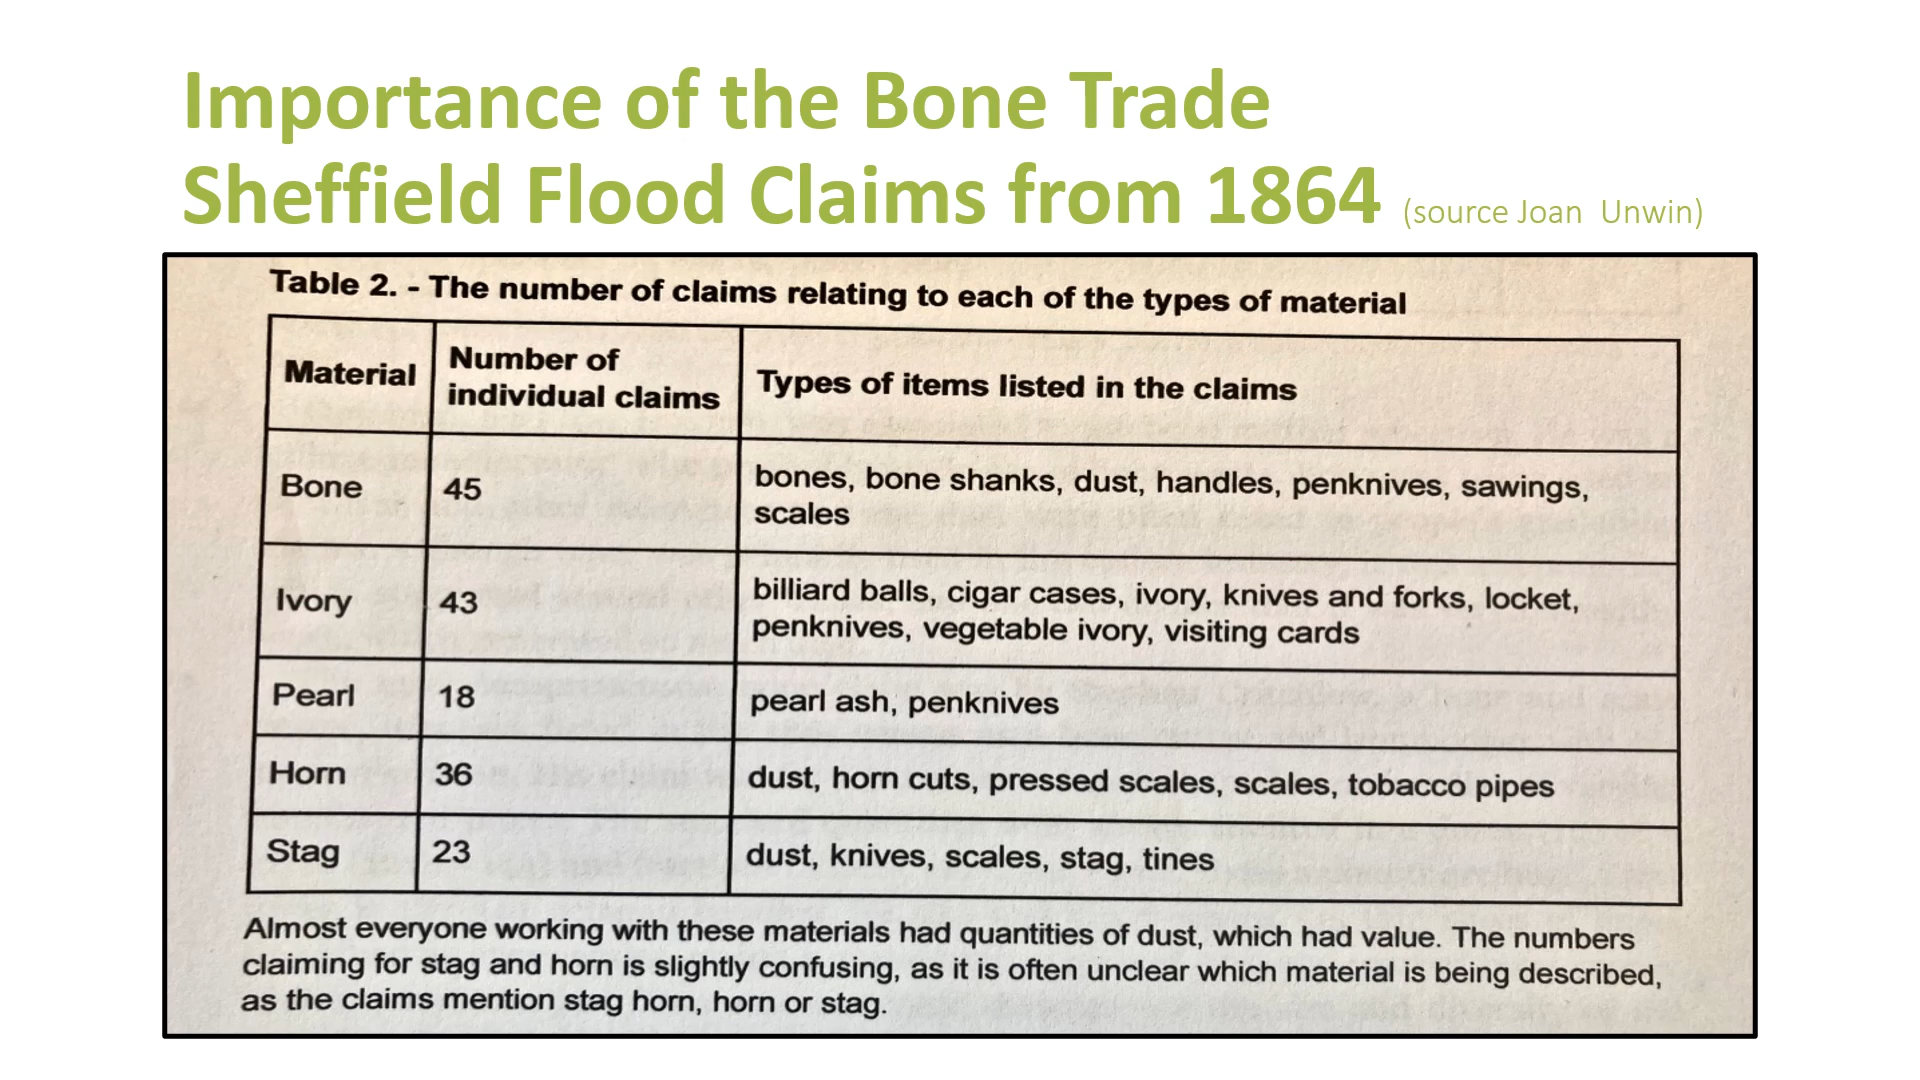 Importance of the Bone Trade
Sheffield Flood Claims from 1864 (source Joan Unwin)
Table 2. - The number of claims relating to each of the types of material
Material
Number of
individual claims
Types of items listed in the claims
Bone
45
bones, bone shanks, dust, handles, penknives, sawings,
scales
Ivory
43
billiard balls, cigar cases, ivory, knives and forks, locket,
penknives, vegetable ivory, visiting cards
Pearl
18
pearl ash, penknives
Horn
36
dust, horn cuts, pressed scales, scales, tobacco pipes
Stag
23
dust, knives, scales, stag, tines
Almost everyone working with these materials had quantities of dust, which had value. The numbers
claiming for stag and horn is slightly confusing, as it is often unclear which material is being described,
as the claims mention stag horn, horn or stag.